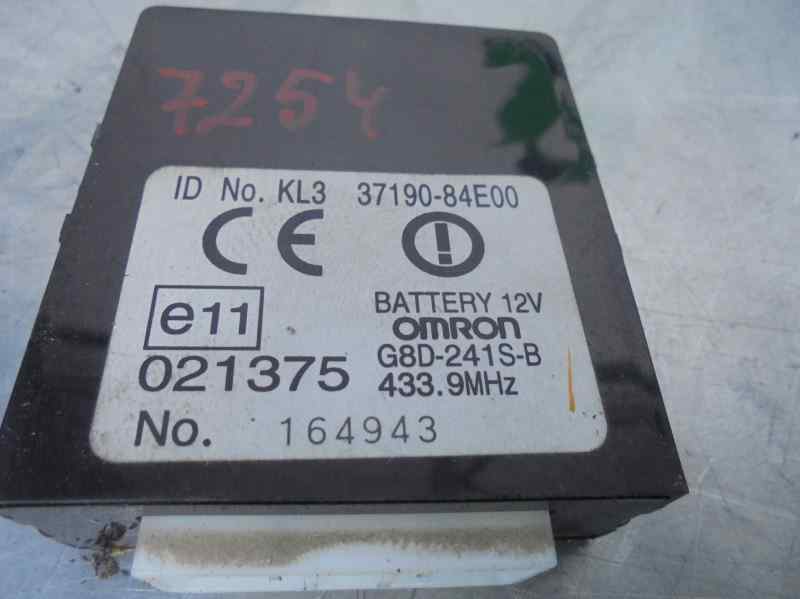 7254
ID No. KL3 37190-84E00
CE
e11
BATTERY 12V
OMRON
021375
G8D-241S-B
433.9MHz
No. 164943